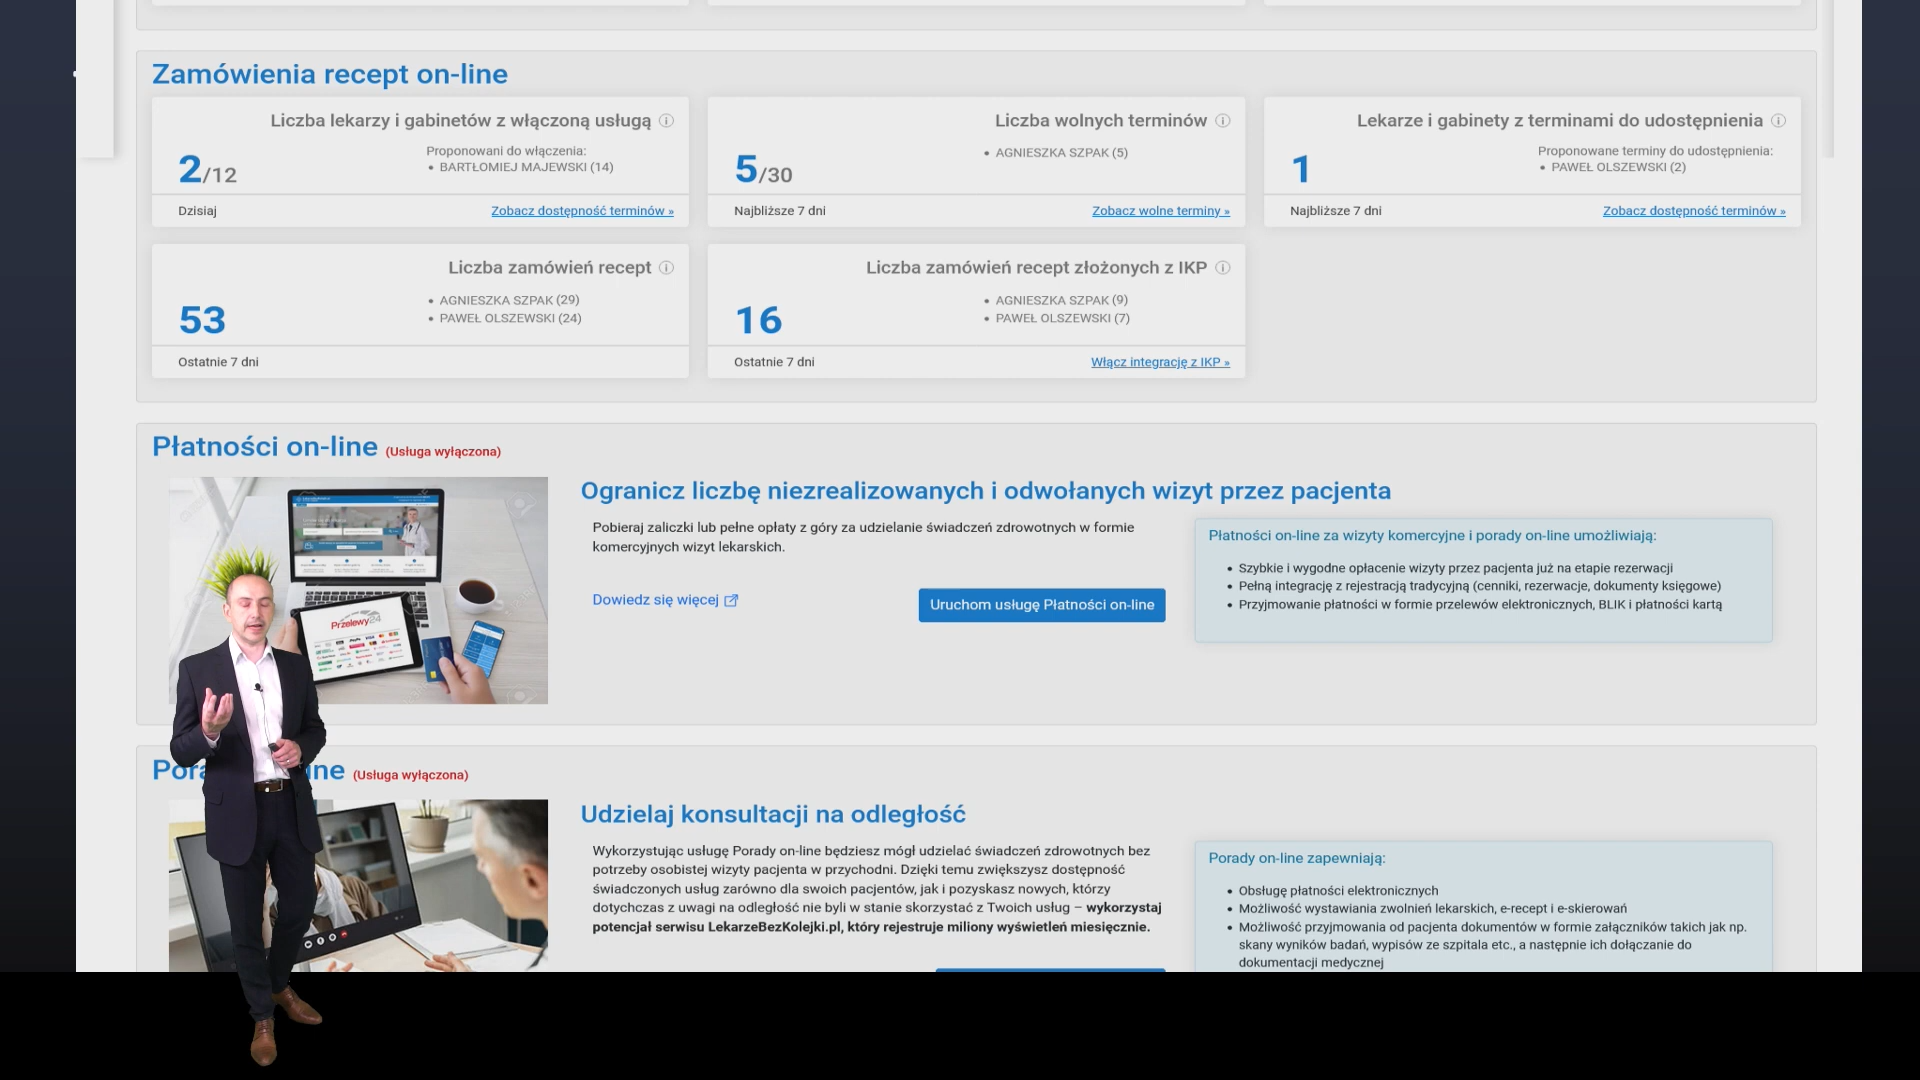 Zamówienia recept on-line
Liczba lekarzy i gabinetów z włączoną usługą
Proponowani do włączenia:
• BARTŁOMIEJ MAJEWSKI (14)
2/12
Dzisiaj
Zobacz dostępność terminów »
Liczba wolnych terminów
• AGNIESZKA SZPAK (5)
5/30
Najbliższe 7 dni
Zobacz wolne terminy »
Lekarze i gabinety z terminami do udostępnienia
Proponowane terminy do udostępnienia:
• PAWEŁ OLSZEWSKI (2)
1
Najbliższe 7 dni
Zobacz dostępność terminów »
Liczba zamówień recept
• AGNIESZKA SZPAK (29)
• PAWEŁ OLSZEWSKI (24)
53
Ostatnie 7 dni
Liczba zamówień recept złożonych z IKP
• AGNIESZKA SZPAK (9)
• PAWEŁ OLSZEWSKI (7)
16
Ostatnie 7 dni
Włącz integrację z IKP »
Płatności on-line (Usługa wyłączona)
Przelewy24
Ogranicz liczbę niezrealizowanych i odwołanych wizyt przez pacjenta
Pobieraj zaliczki lub pełne opłaty z góry za udzielanie świadczeń zdrowotnych w formie
komercyjnych wizyt lekarskich.
Dowiedz się więcej
Uruchom usługę Płatności on-line
Płatności on-line za wizyty komercyjne i porady on-line umożliwiają:
• Szybkie i wygodne opłacenie wizyty przez pacjenta już na etapie rezerwacji
• Pełną integrację z rejestracją tradycyjną (cenniki, rezerwacje, dokumenty księgowe)
• Przyjmowanie płatności w formie przelewów elektronicznych, BLIK i płatności kartą
(Usługa wyłączona)
Udzielaj konsultacji na odległość
Wykorzystując usługę Porady on-line będziesz mógł udzielać świadczeń zdrowotnych bez
potrzeby osobistej wizyty pacjenta w przychodni. Dzięki temu zwiększysz dostępność
świadczonych usług zarówno dla swoich pacjentów, jak i pozyskasz nowych, którzy
dotychczas z uwagi na odległość nie byli w stanie skorzystać z Twoich usług – wykorzystaj
potencjał serwisu LekarzeBezKolejki.pl, który rejestruje miliony wyświetleń miesięcznie.
Porady on-line zapewniają:
• Obsługę płatności elektronicznych
• Możliwość wystawiania zwolnień lekarskich, e-recept i e-skierowań
• Możliwość przyjmowania od pacjenta dokumentów w formie załączników takich jak np.
skany wyników badań, wypisów ze szpitala etc., a następnie ich dołączanie do
dokumentacji medycznej